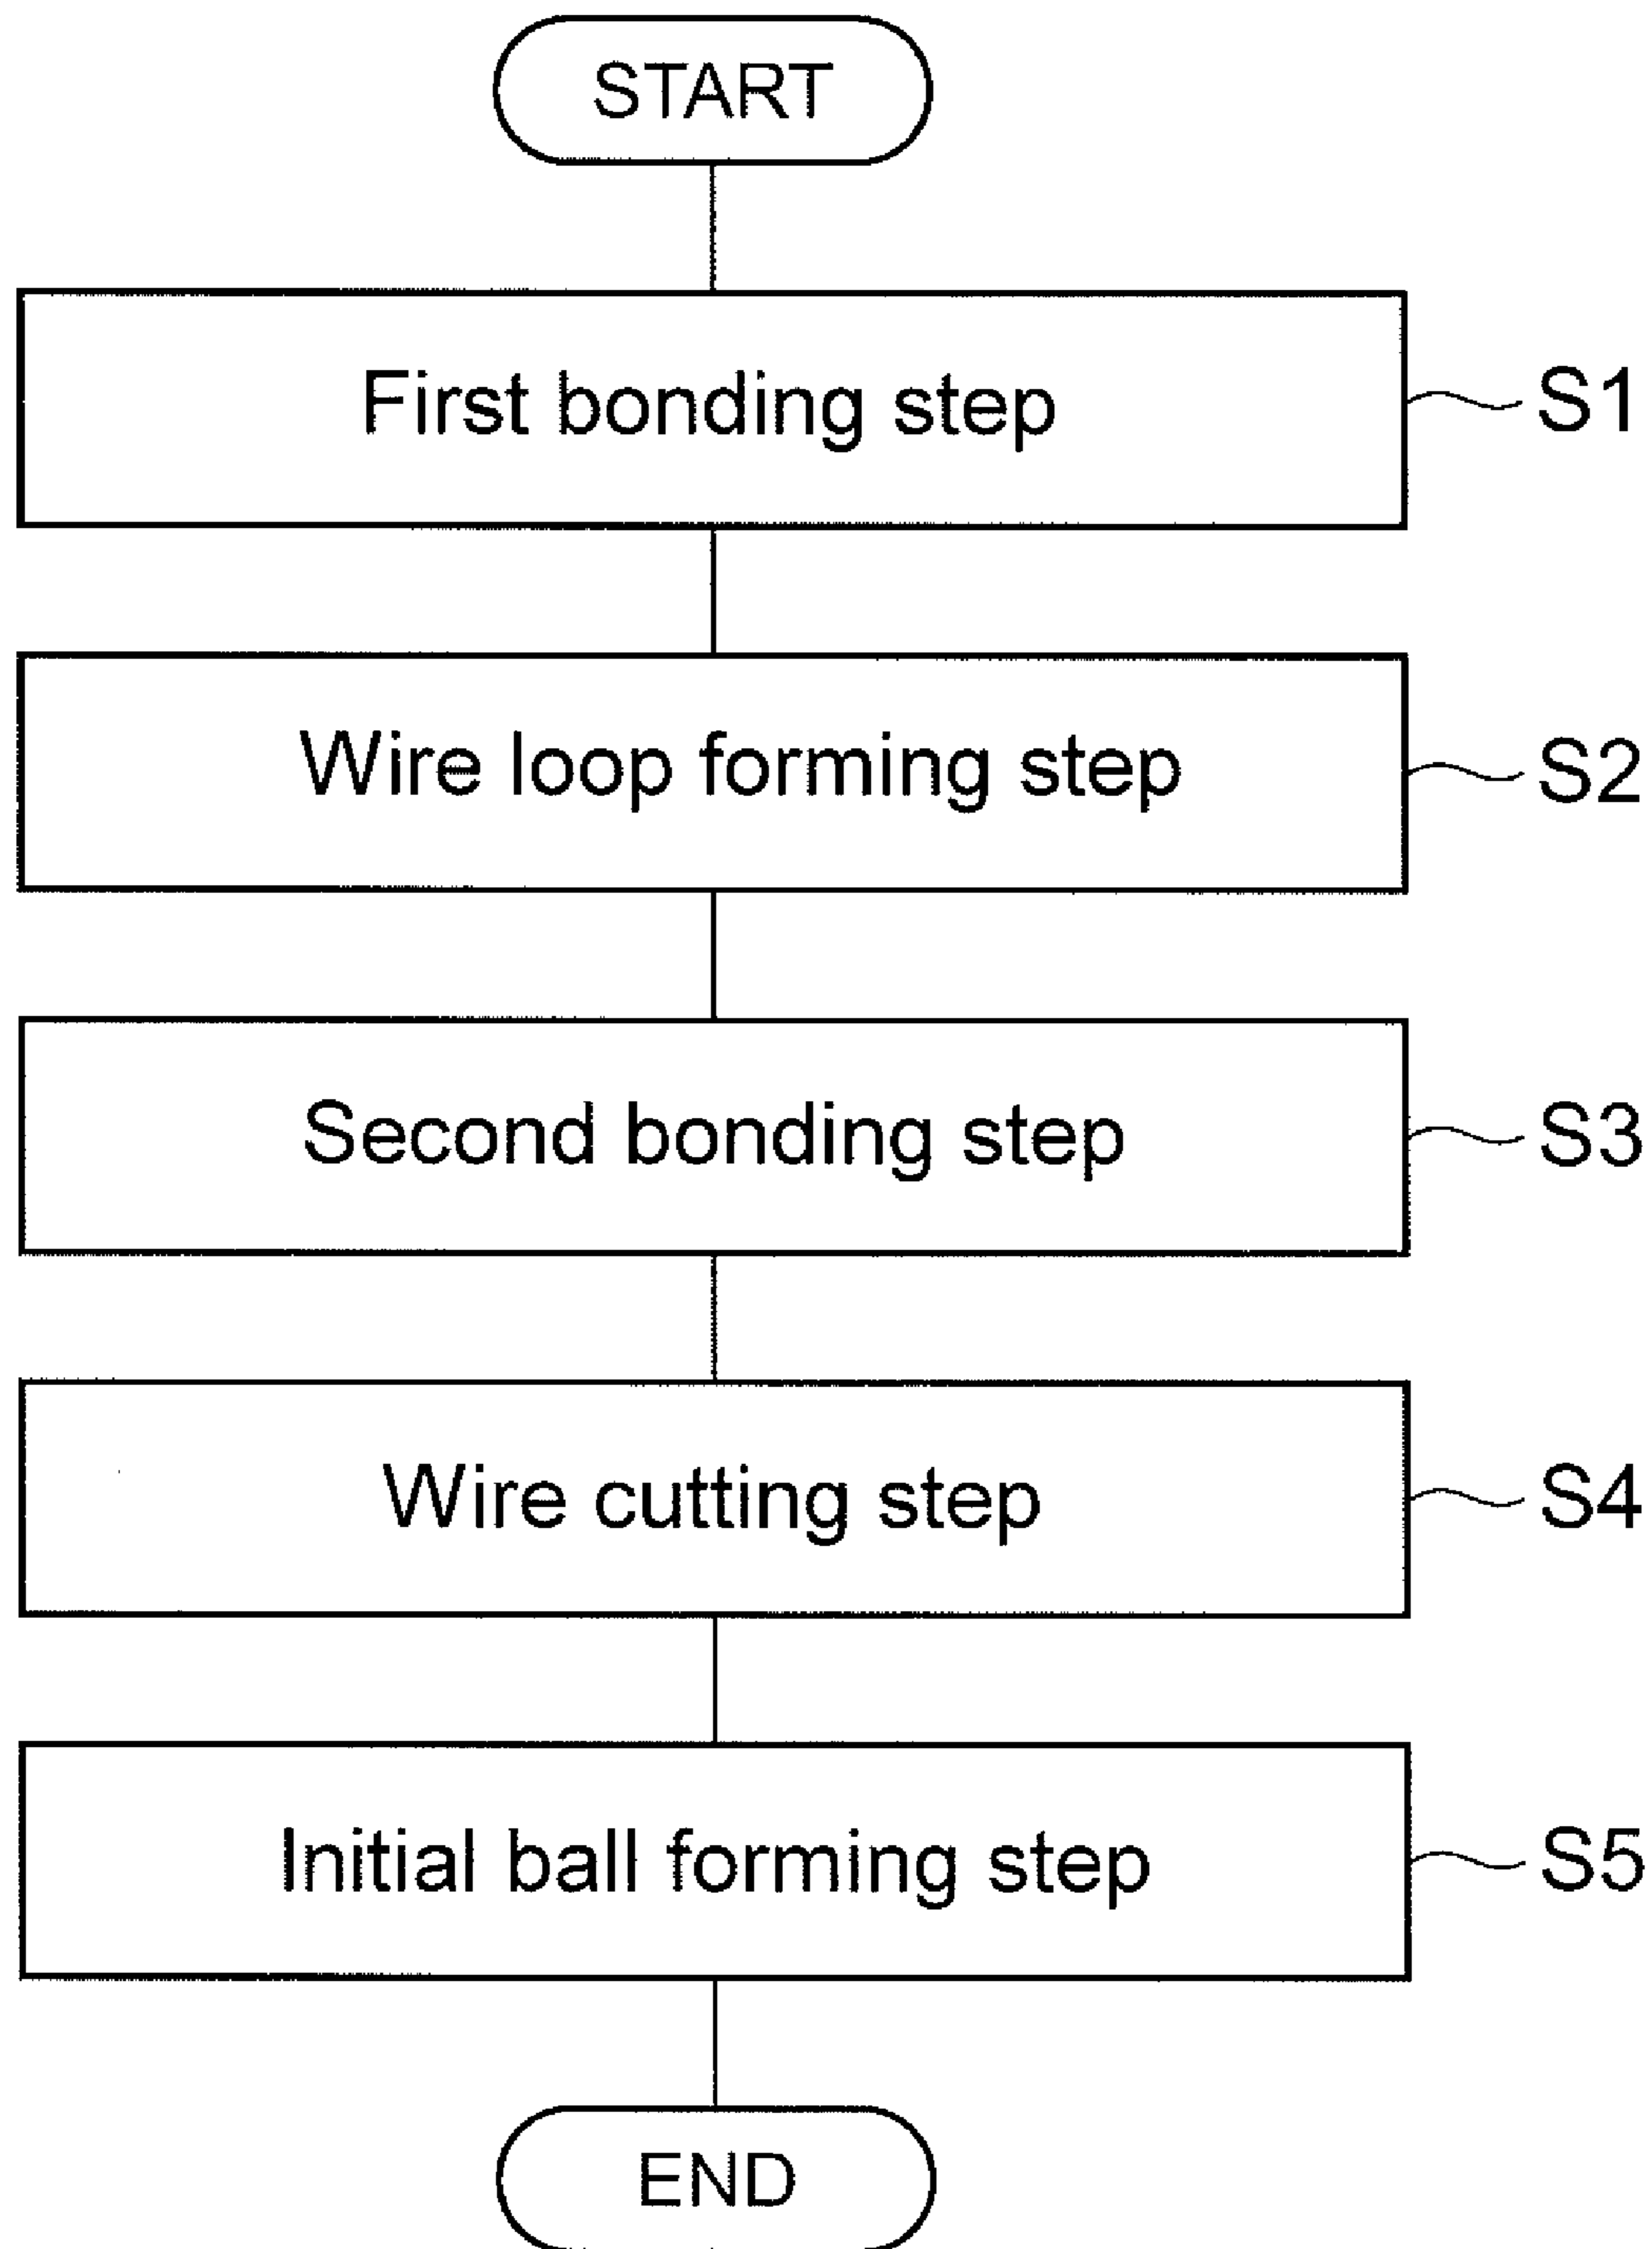 START
First bonding step
S1
Wire loop forming step
S2
Second bonding step
S3
Wire cutting step
S4
Initial ball forming step
S5
END